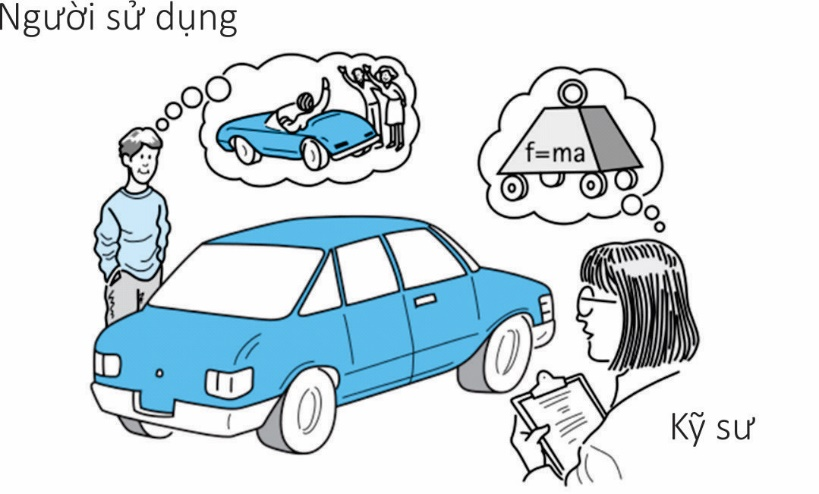 Người sử dụng
f=ma
Kỹ sư